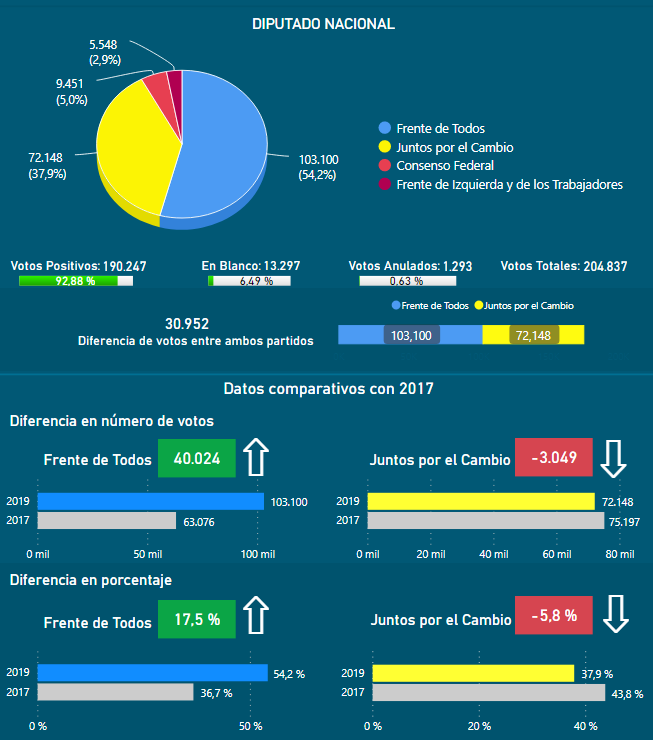 DIPUTADO NACIONAL
5.548
(2,9%)
9.451
(5,0%)
72.148
(37,9%)
103.100
(54,2%)
Frente de Todos
Juntos por el Cambio
Consenso Federal
Frente de Izquierda y de los Trabajadores
Votos Positivos: 190.247
92,88 %
En Blanco: 13.297
6,49 %
Votos Anulados: 1.293
0,63 %
Votos Totales: 204.837
30.952
Diferencia de votos entre ambos partidos
Frente de Todos Juntos por el Cambio
103,100 72,148
Datos comparativos con 2017
Diferencia en número de votos
Frente de Todos 40.024
2019 103.100
2017 63.076
0 mil 50 mil 100 mil
Juntos por el Cambio -3.049
2019 72.148
2017 75.197
0 mil 20 mil 40 mil 60 mil 80 mil
Diferencia en porcentaje
Frente de Todos 17,5 %
2019 54,2 %
2017 36,7 %
0 % 50 %
Juntos por el Cambio -5,8 %
2019 37,9 %
2017 43,8 %
0 % 20 % 40 %